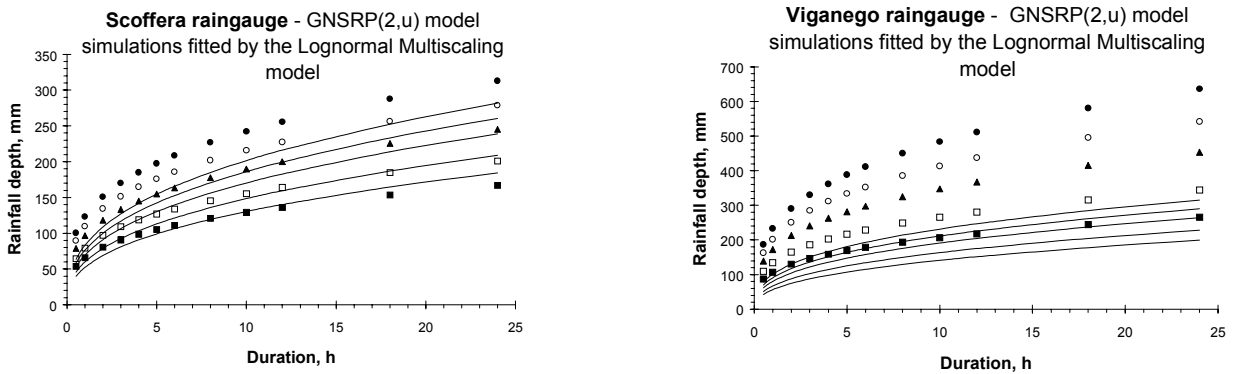 Scoffera raingauge - GNSRP(2,u) model
simulations fitted by the Lognormal Multiscaling
model
350
300
250
200
150
100
50
0
Rainfall depth, mm
0
5
10
15
20
25
Duration, h
Viganego raingauge - GNSRP(2,u) model
simulations fitted by the Lognormal Multiscaling
model
700
600
500
400
300
200
100
0
Rainfall depth, mm
0
5
10
15
20
25
Duration, h